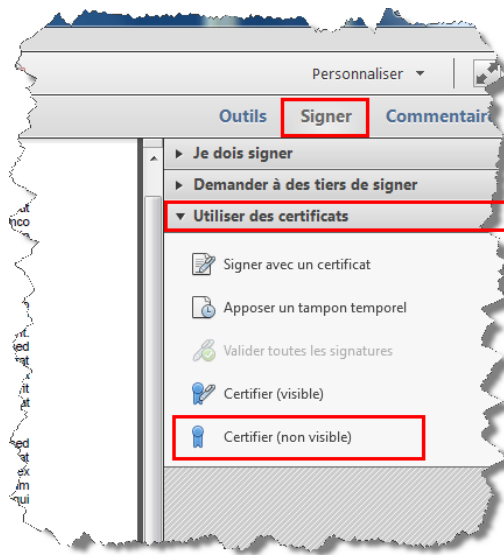 Personnaliser
Outils Signer Commentair
Je dois signer
Demander à des tiers de signer
Utiliser des certificats
Signer avec un certificat
Apposer un tampon temporel
Valider toutes les signatures
Certifier (visible)
Certifier (non visible)